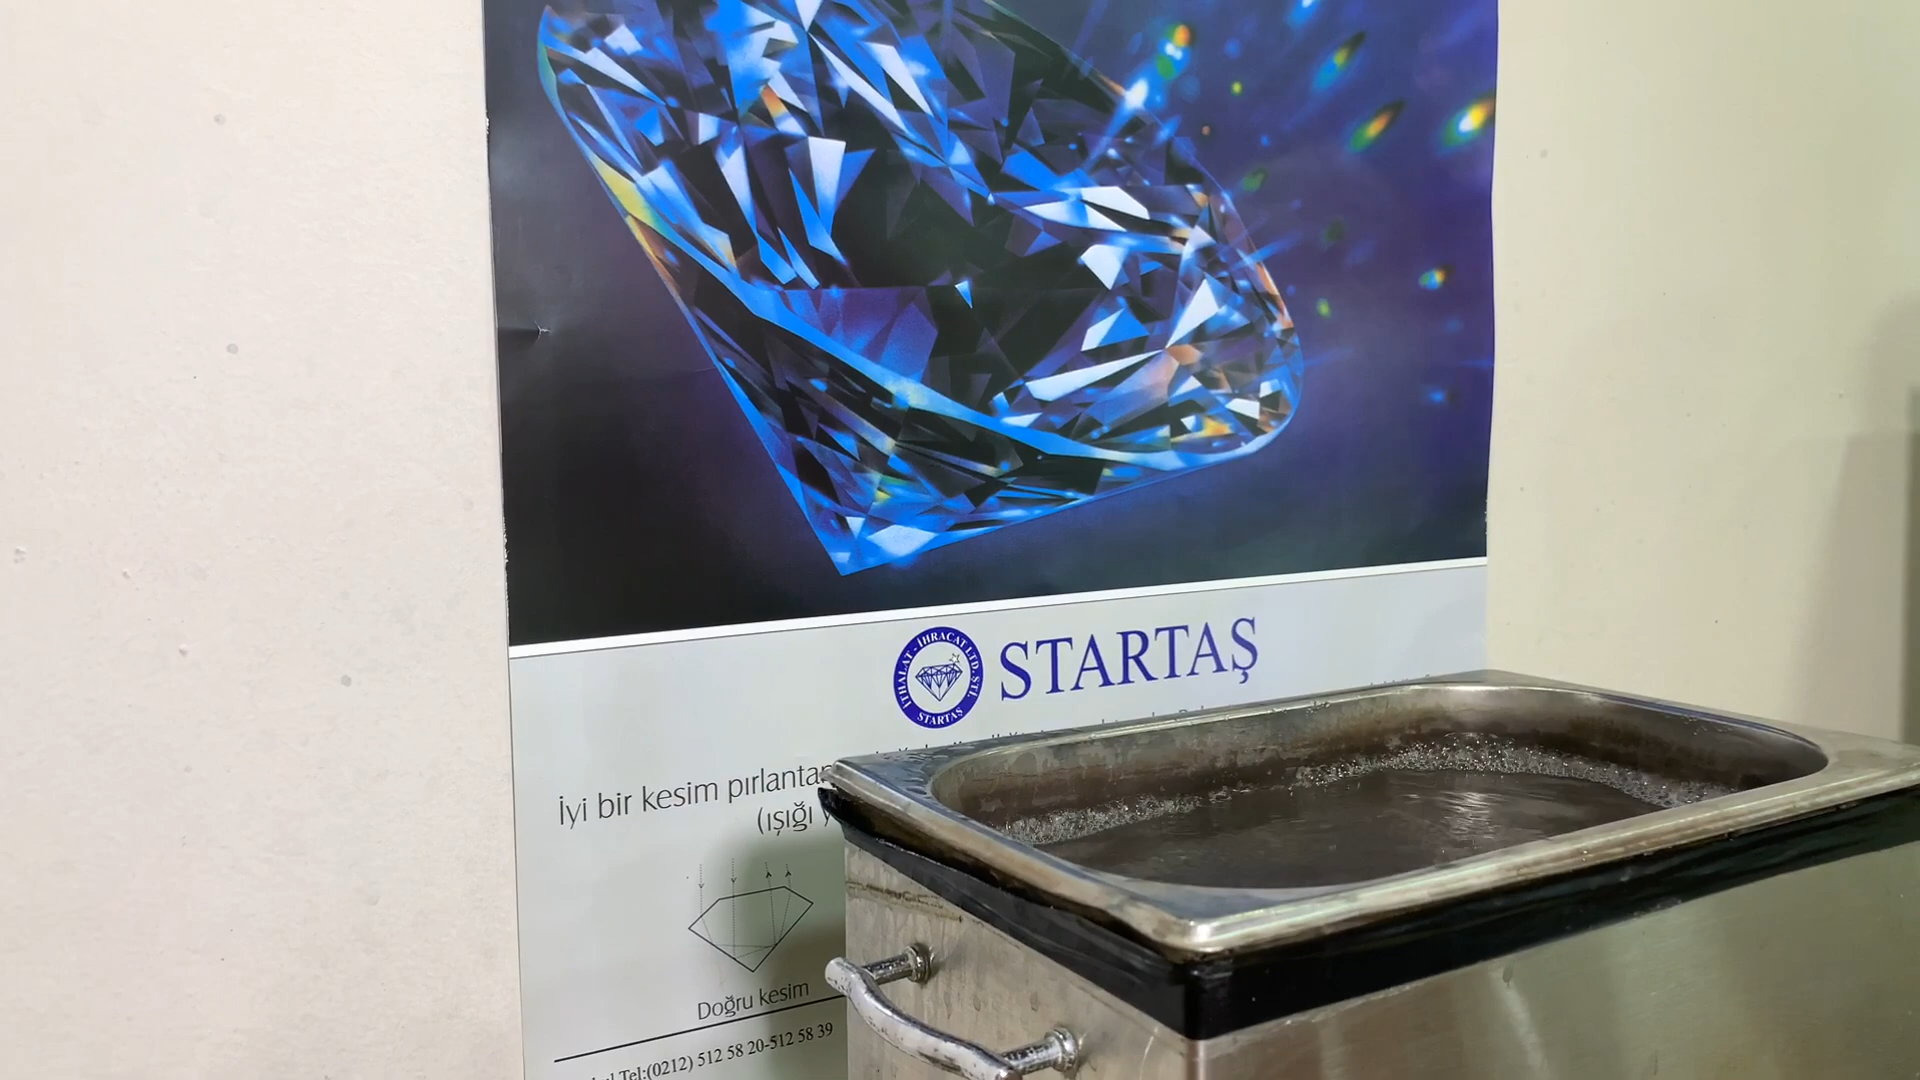 İTHALAT - İHRACAT LTD. ŞTİ.
STARTAŞ
STARTAŞ
İyi bir kesim pırlantan
(ışığı y
Doğru kesim
Tel:(0212) 512 58 20-512 58 39